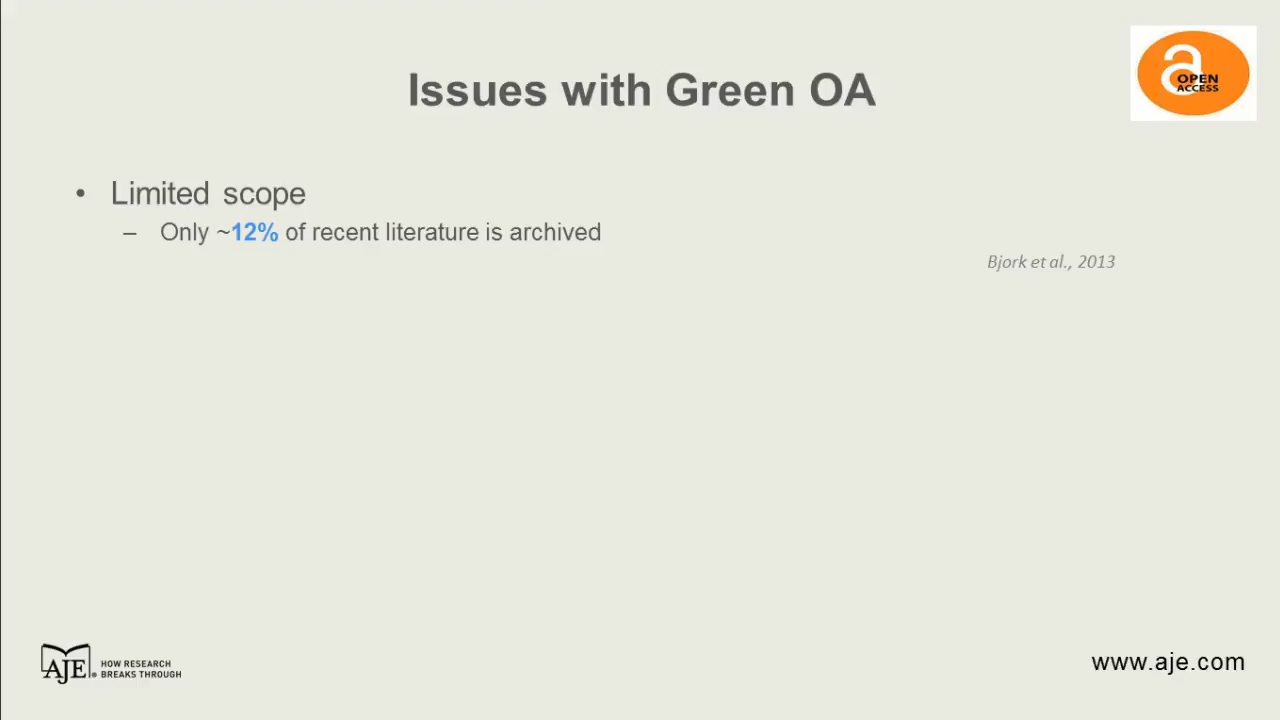 Issues with Green OA
a
OPEN
ACCESS
• Limited scope
– Only ~12% of recent literature is archived
Bjork et al., 2013
AJE®
HOW RESEARCH
BREAKS THROUGH
www.aje.com